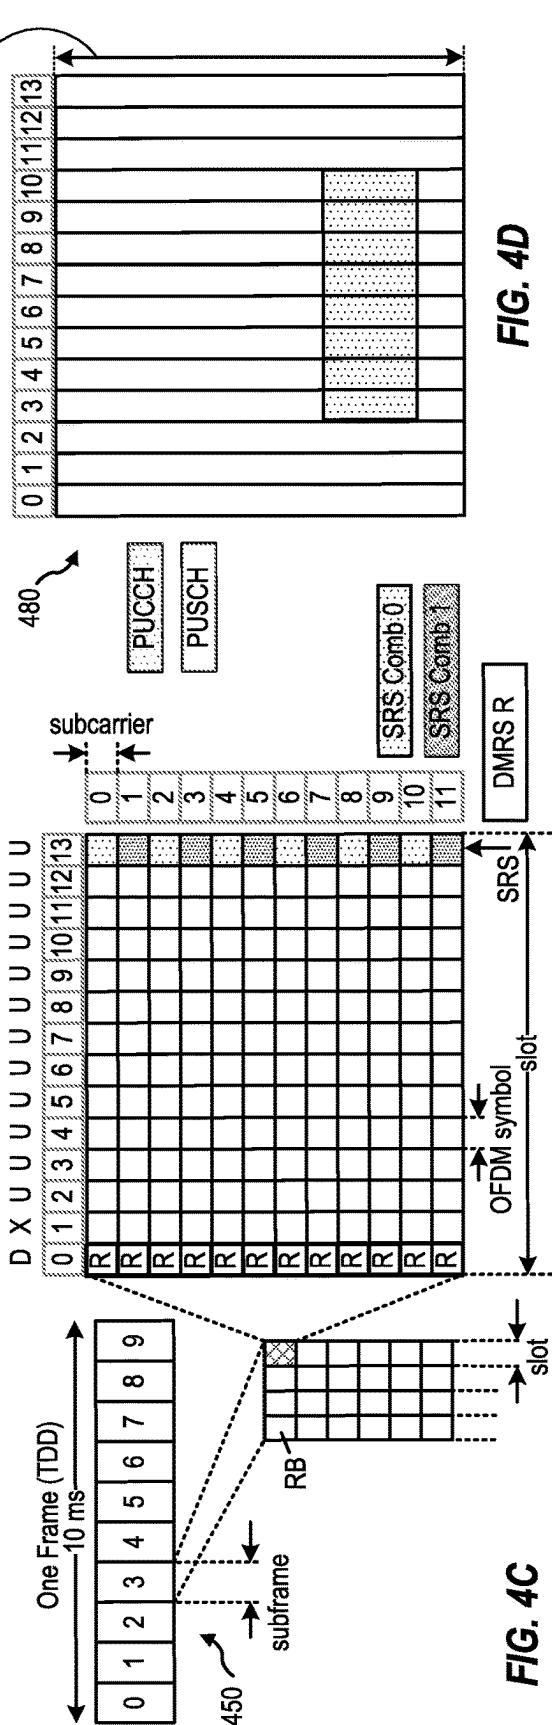 One Frame (TDD)
10 ms
0 1 2 3 4 5 6 7 8 9
450
subframe
RB
slot
D X U U U U U U U U U U U U
0 1 2 3 4 5 6 7 8 9 10 11 12 13
R
R
R
R
R
R
R
R
R
R
R
R
subcarrier
0
1
2
3
4
5
6
7
8
9
10
11
OFDM symbol
SRS
slot
SRS Comb 0
SRS Comb 1
DMRS R
FIG. 4C
480
PUCCH
PUSCH
0 1 2 3 4 5 6 7 8 9 10 11 12 13
FIG. 4D